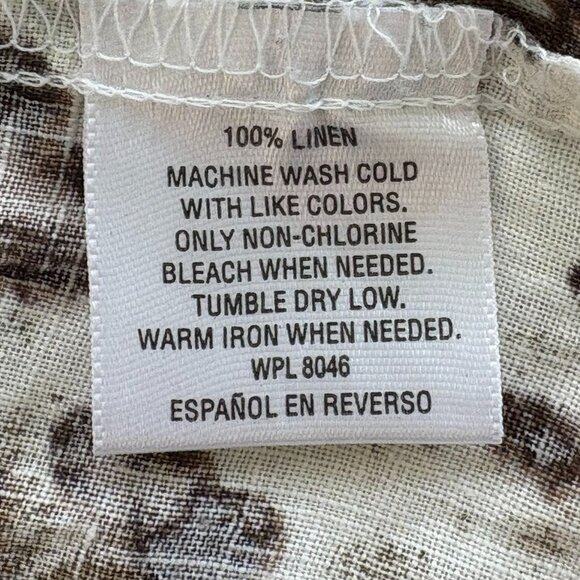 100% LINEN
MACHINE WASH COLD
WITH LIKE COLORS.
ONLY NON-CHLORINE
BLEACH WHEN NEEDED.
TUMBLE DRY LOW.
WARM IRON WHEN NEEDED.
WPL 8046
ESPAÑOL EN REVERSO